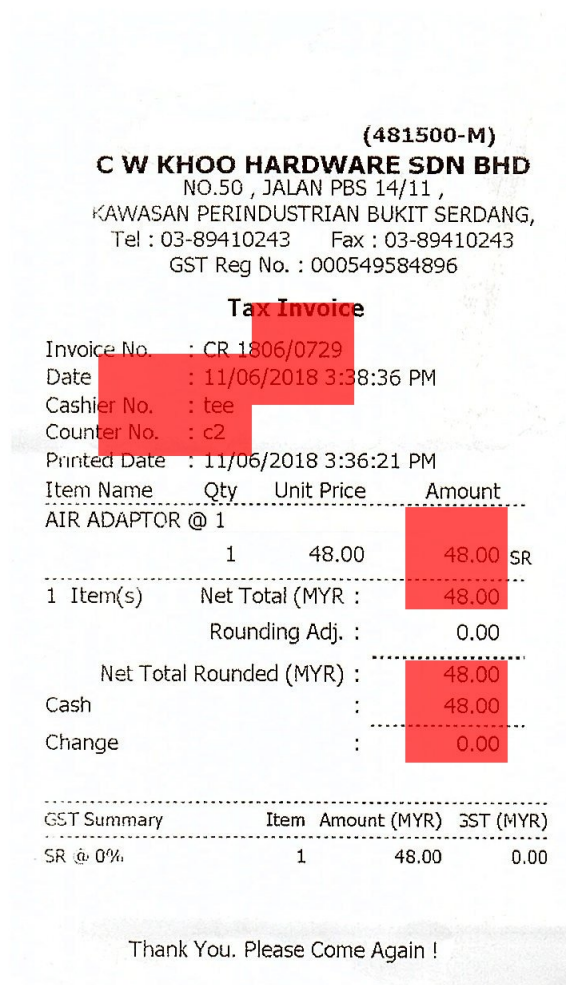 (481500-M)
C W KHOO HARDWARE SDN BHD
NO.50 , JALAN PBS 14/11 ,
KAWASAN PERINDUSTRIAN BUKIT SERDANG,
Tel : 03-89410243 Fax : 03-89410243
GST Reg No. : 000549584896
Tax Invoice
Invoice No. : CR 1806/0729
Date : 11/06/2018 3:38:36 PM
Cashier No. : tee
Counter No. : c2
Printed Date : 11/06/2018 3:36:21 PM
Item Name Qty Unit Price Amount
AIR ADAPTOR @ 1
1 48.00 48.00 SR
1 Item(s) Net Total (MYR : 48.00
Rounding Adj. : 0.00
Net Total Rounded (MYR) : 48.00
Cash : 48.00
Change : 0.00
GST Summary Item Amount (MYR) GST (MYR)
SR @ 0% 1 48.00 0.00
Thank You. Please Come Again !